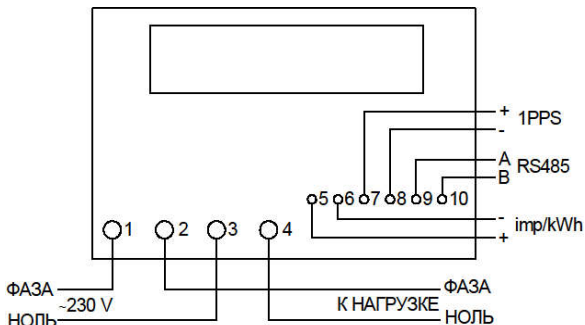 + 1PPS
-
A RS485
B
5 6 7 8 9 10
- imp/kWh
+
1 2 3 4
ФАЗА ФАЗА
~230 V К НАГРУЗКЕ
НОЛЬ НОЛЬ